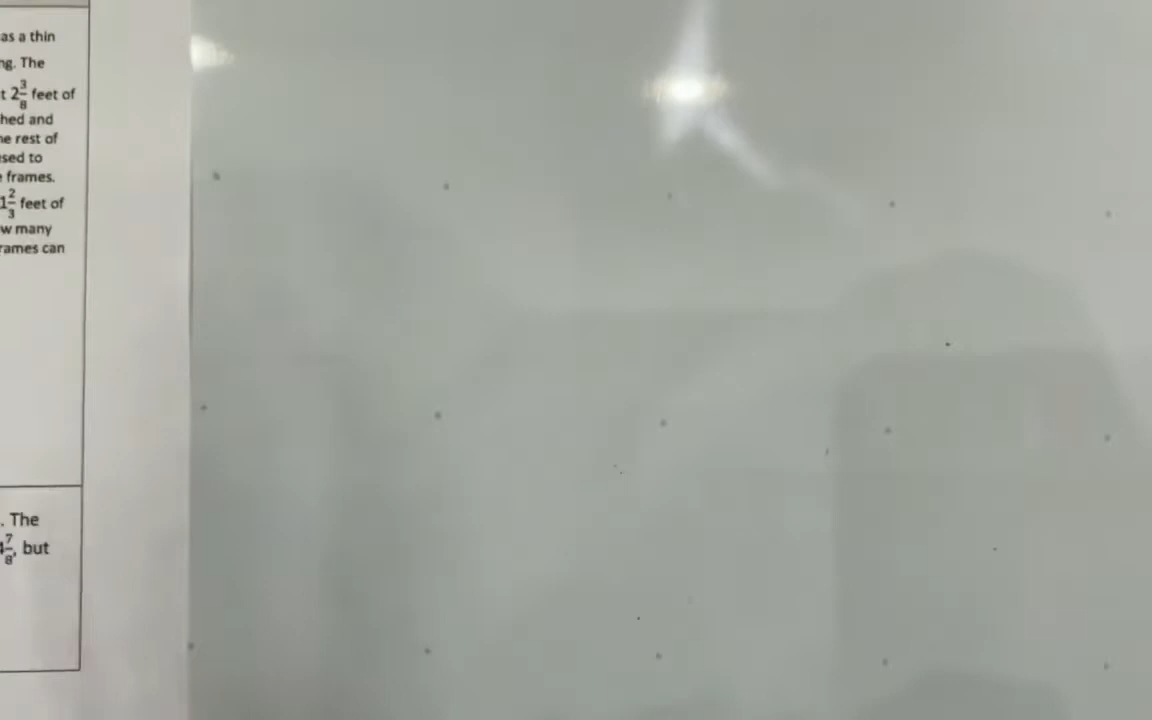 as a thin
ng. The
t 2 3/8 feet of
hed and
e rest of
sed to
frames.
1 2/3 feet of
w many
rames can
. The
7/8, but